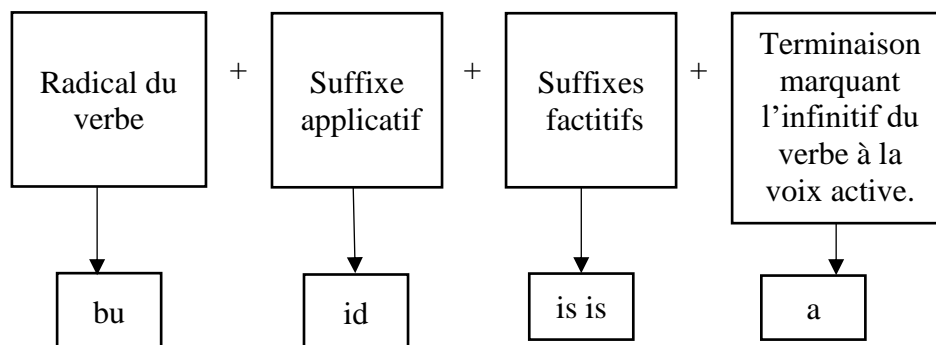 Radical du
verbe
+
Suffixe
applicatif
+
Suffixes
factitifs
+
Terminaison
marquant
l’infinitif du
verbe à la
voix active.
bu
id
is is
a